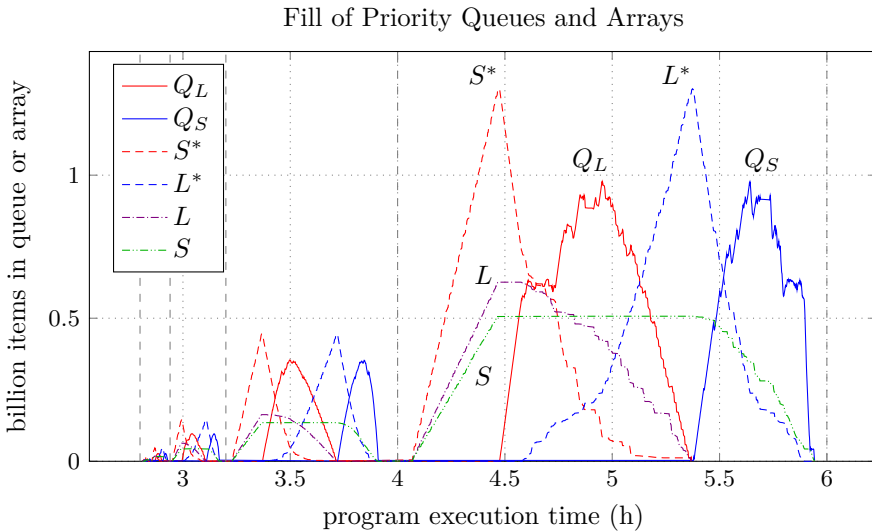 Fill of Priority Queues and Arrays
billion items in queue or array
1
0.5
0
Q_L
Q_S
S*
L*
L
S
S*
L*
Q_L
Q_S
L
S
3 3.5 4 4.5 5 5.5 6
program execution time (h)